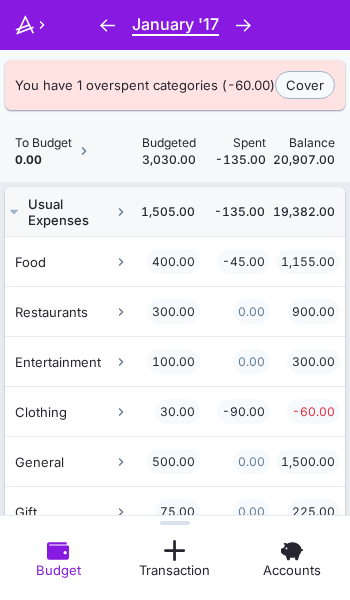 January '17
You have 1 overspent categories (-60.00) Cover
To Budget Budgeted Spent Balance
0.00 3,030.00 -135.00 20,907.00
Usual
Expenses 1,505.00 -135.00 19,382.00
Food 400.00 -45.00 1,155.00
Restaurants 300.00 0.00 900.00
Entertainment 100.00 0.00 300.00
Clothing 30.00 -90.00 -60.00
General 500.00 0.00 1,500.00
Gift 75.00 0.00 225.00
Budget Transaction Accounts